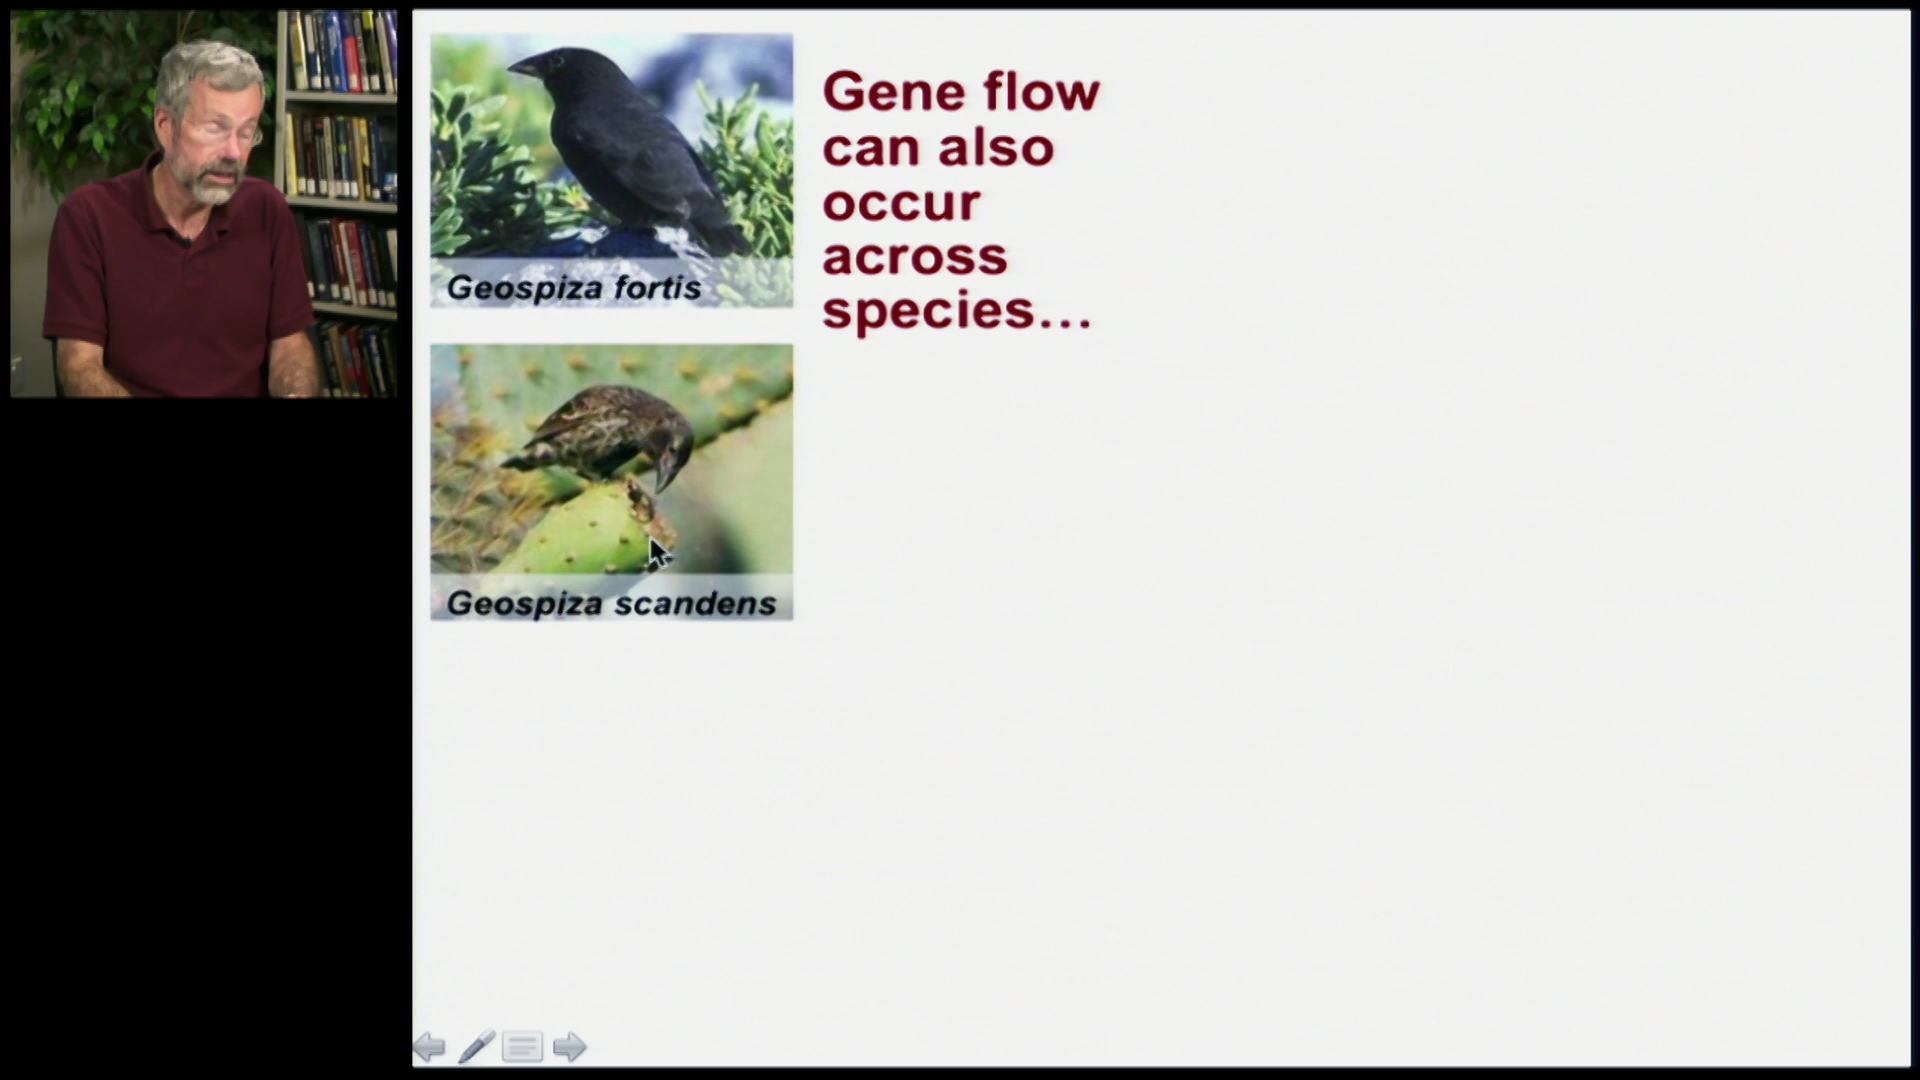 Geospiza fortis
Gene flow
can also
occur
across
species…
Geospiza scandens